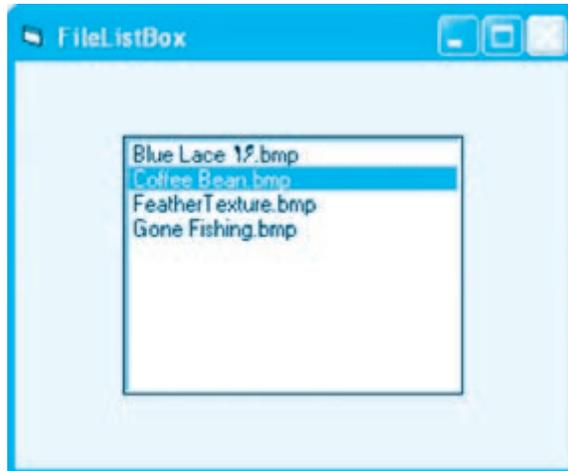 FileListBox
Blue Lace ۱۶.bmp
Coffee Bean.bmp
FeatherTexture.bmp
Gone Fishing.bmp